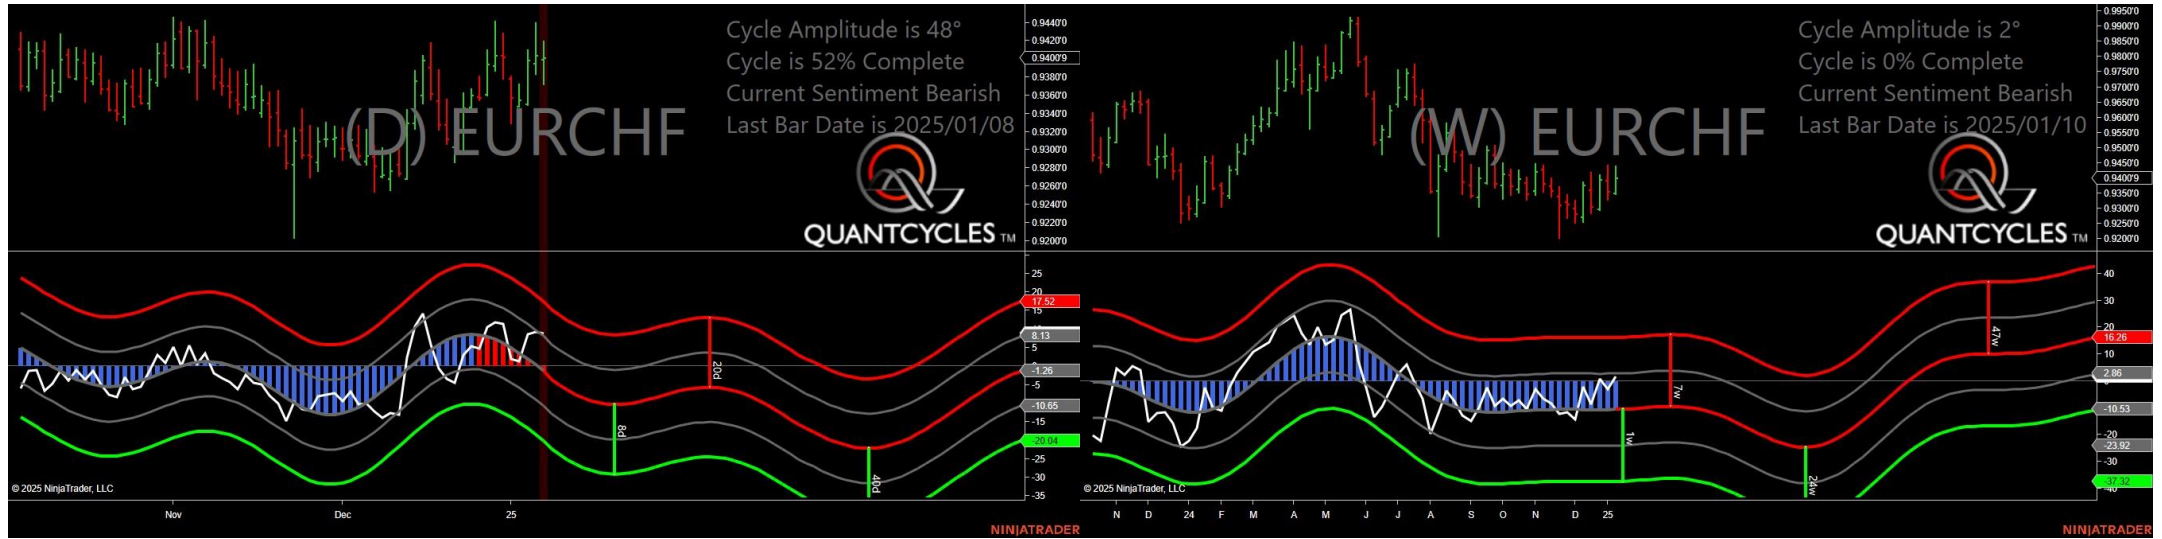 Cycle Amplitude is 48°
Cycle is 52% Complete
Current Sentiment Bearish
Last Bar Date is 2025/01/08
(D) EURCHF
QUANTCYCLES TM
0.9440'0
0.9420'0
0.9400'9
0.9380'0
0.9360'0
0.9340'0
0.9320'0
0.9300'0
0.9280'0
0.9260'0
0.9240'0
0.9220'0
0.9200'0
25
20
17.52
15
8.13
5
-1.26
-5
-10.65
-15
-20.04
-25
-30
-35
20d
8d
40d
© 2025 NinjaTrader, LLC
Nov
Dec
25
NINJATRADER
Cycle Amplitude is 2°
Cycle is 0% Complete
Current Sentiment Bearish
Last Bar Date is 2025/01/10
(W) EURCHF
QUANTCYCLES TM
0.9950'0
0.9900'0
0.9850'0
0.9800'0
0.9750'0
0.9700'0
0.9650'0
0.9600'0
0.9550'0
0.9500'0
0.9450'0
0.9400'9
0.9350'0
0.9300'0
0.9250'0
0.9200'0
40
30
20
16.26
10
2.86
-10.53
-20
-23.92
-30
-37.32
47w
7w
1w
24w
© 2025 NinjaTrader, LLC
N D 24 F M A M J J A S O N D 25
NINJATRADER